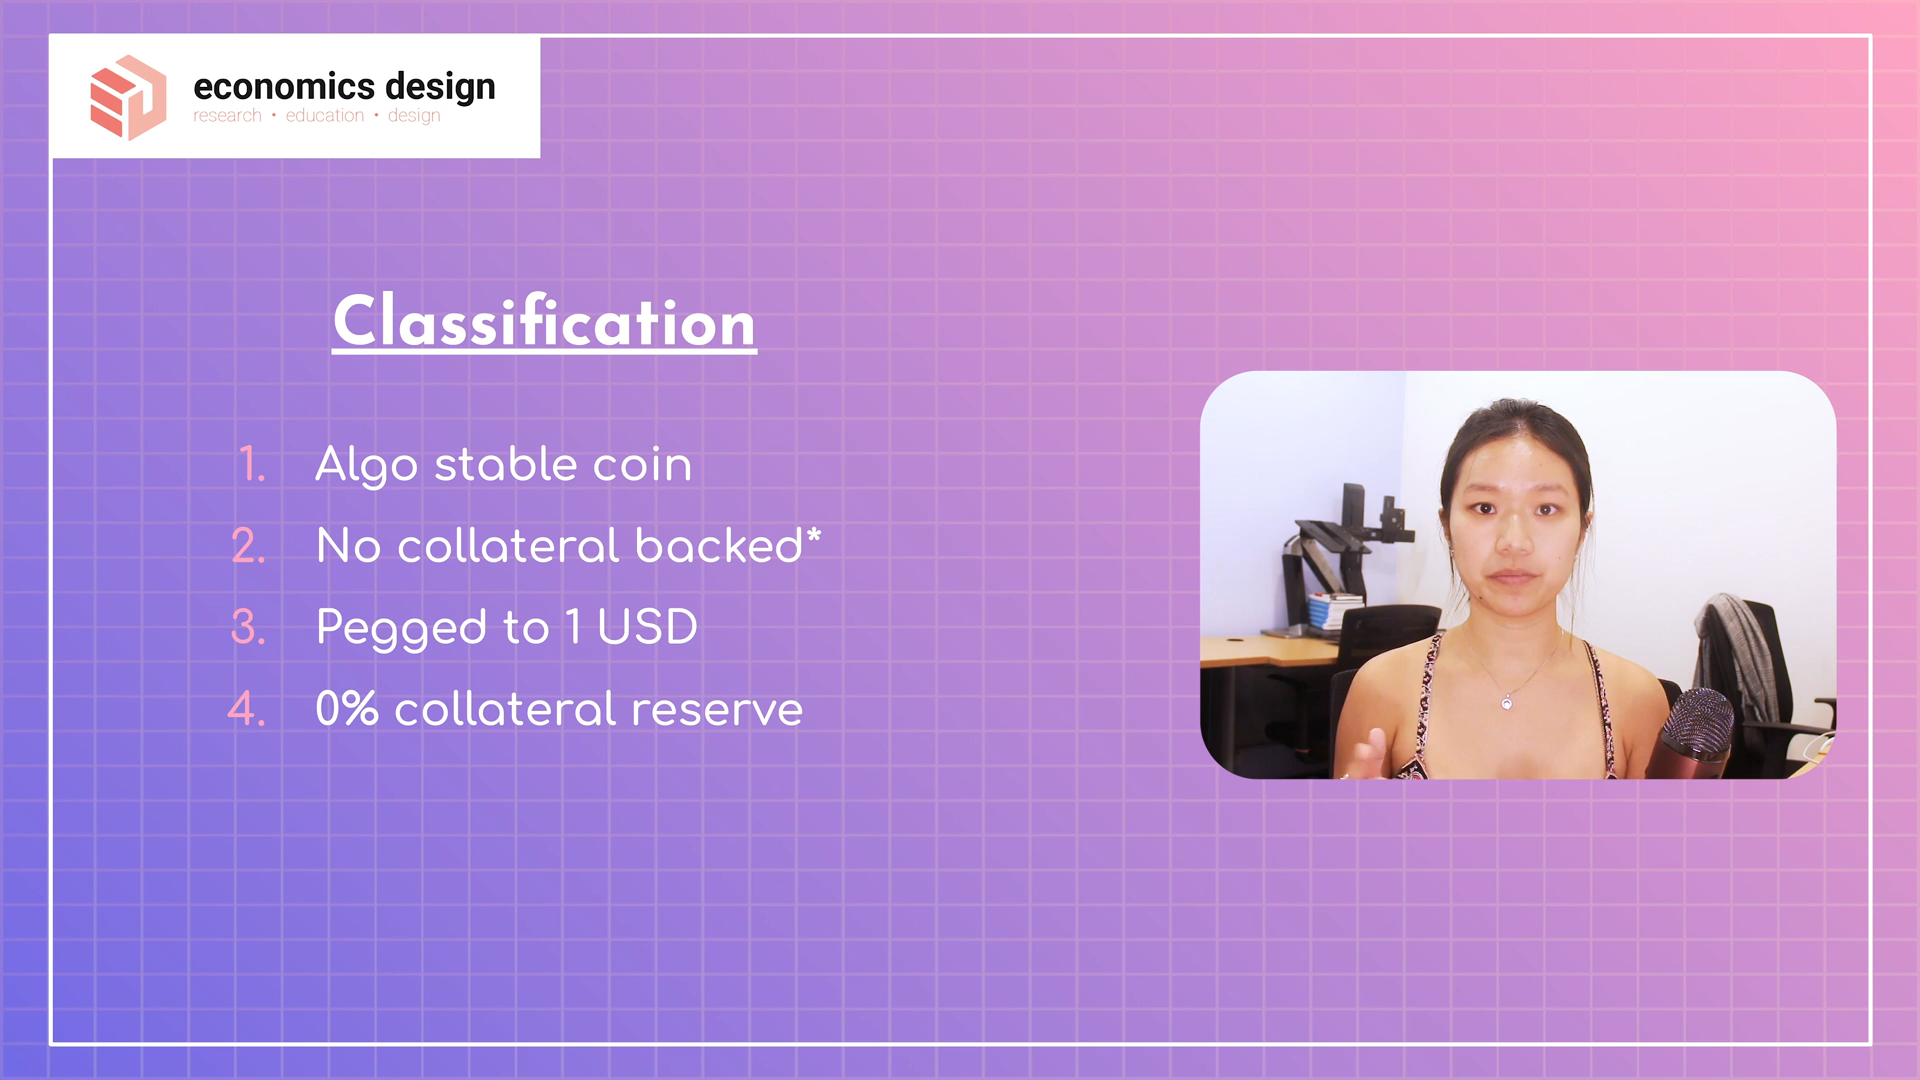 economics design
research • education • design
Classification
1. Algo stable coin
2. No collateral backed*
3. Pegged to 1 USD
4. 0% collateral reserve